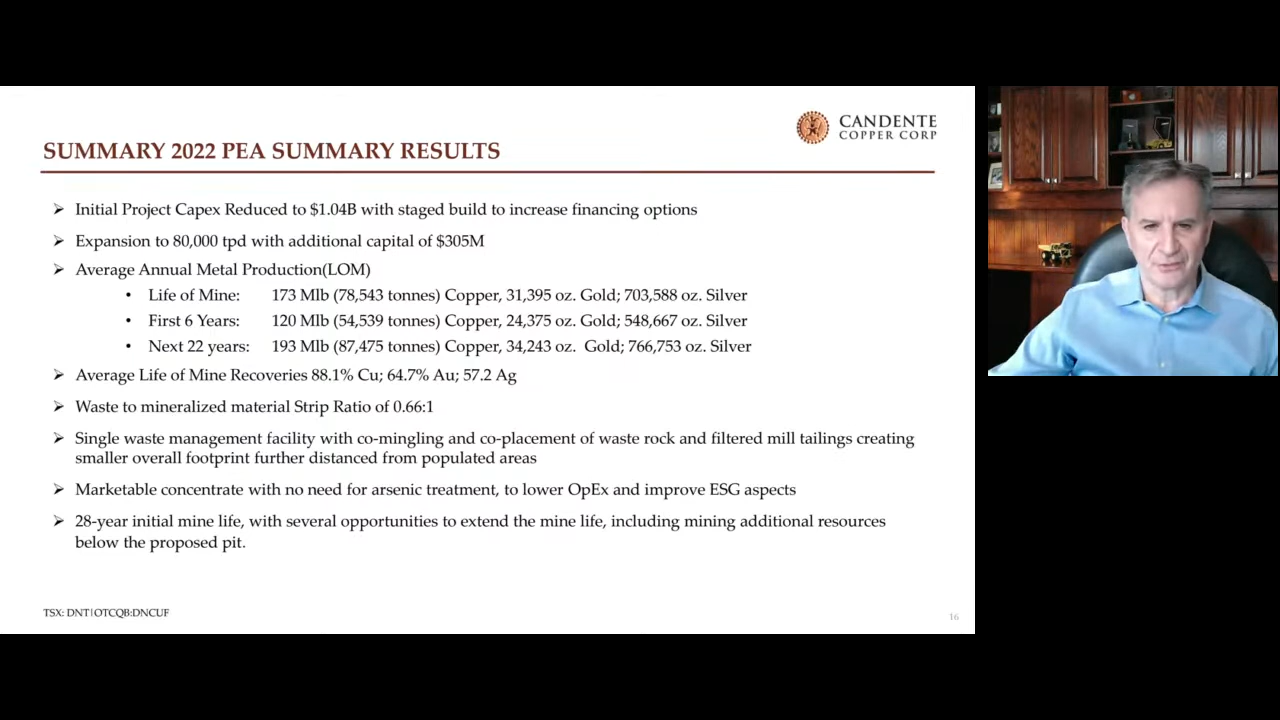 CANDENTE
COPPER CORP
SUMMARY 2022 PEA SUMMARY RESULTS
➢ Initial Project Capex Reduced to $1.04B with staged build to increase financing options
➢ Expansion to 80,000 tpd with additional capital of $305M
➢ Average Annual Metal Production(LOM)
• Life of Mine: 173 Mlb (78,543 tonnes) Copper, 31,395 oz. Gold; 703,588 oz. Silver
• First 6 Years: 120 Mlb (54,539 tonnes) Copper, 24,375 oz. Gold; 548,667 oz. Silver
• Next 22 years: 193 Mlb (87,475 tonnes) Copper, 34,243 oz. Gold; 766,753 oz. Silver
➢ Average Life of Mine Recoveries 88.1% Cu; 64.7% Au; 57.2 Ag
➢ Waste to mineralized material Strip Ratio of 0.66:1
➢ Single waste management facility with co-mingling and co-placement of waste rock and filtered mill tailings creating
smaller overall footprint further distanced from populated areas
➢ Marketable concentrate with no need for arsenic treatment, to lower OpEx and improve ESG aspects
➢ 28-year initial mine life, with several opportunities to extend the mine life, including mining additional resources
below the proposed pit.
TSX: DNT|OTCQB:DNCUF
16